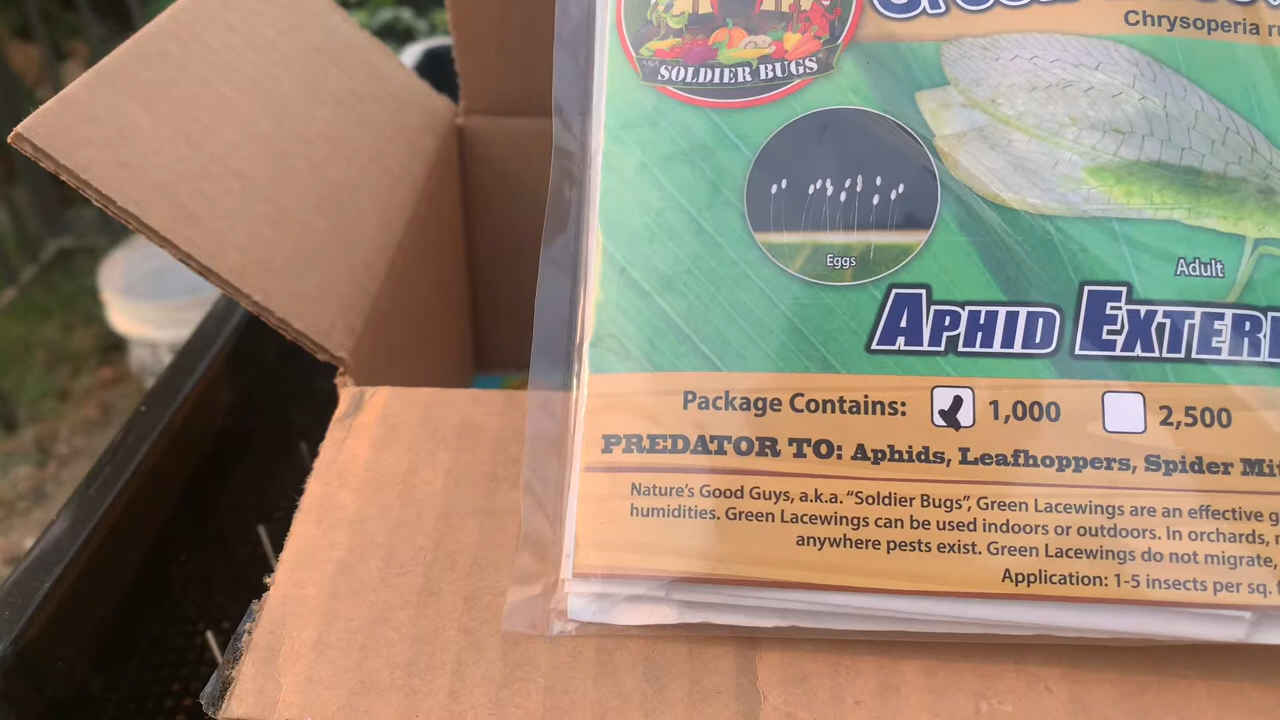 Chrysoperia
A.K.A
SOLDIER BUGS
Eggs
Adult
APHID
Package Contains: 1,000 2,500
PREDATOR TO: Aphids, Leafhoppers, Spider
Nature's Good Guys, a.k.a. "Soldier Bugs", Green Lacewings are an effective
humidities. Green Lacewings can be used indoors or outdoors. In orchards,
anywhere pests exist. Green Lacewings do not migrate,
Application: 1-5 insects per sq.